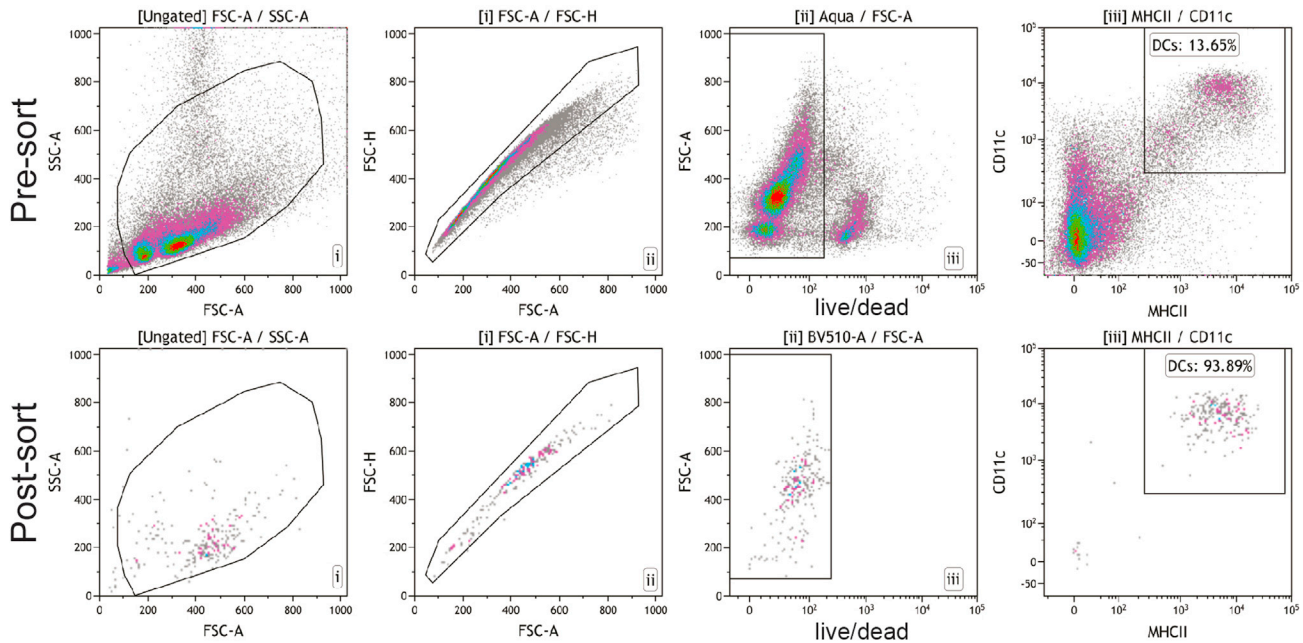 Pre-sort
[Ungated] FSC-A / SSC-A
1000
800
600
400
200
0
SSC-A
0 200 400 600 800 1000
FSC-A
i
[i] FSC-A / FSC-H
1000
800
600
400
200
0
FSC-H
0 200 400 600 800 1000
FSC-A
ii
[ii] Aqua / FSC-A
1000
800
600
400
200
0
FSC-A
0 10² 10³ 10⁴ 10⁵
live/dead
iii
[iii] MHCII / CD11c
DCs: 13.65%
10⁵
10⁴
10³
10²
0
-50
CD11c
0 10³ 10⁴ 10⁵
MHCII
Post-sort
[Ungated] FSC-A / SSC-A
1000
800
600
400
200
0
SSC-A
0 200 400 600 800 1000
FSC-A
i
[i] FSC-A / FSC-H
1000
800
600
400
200
0
FSC-H
0 200 400 600 800 1000
FSC-A
ii
[ii] BV510-A / FSC-A
1000
800
600
400
200
0
FSC-A
0 10² 10³ 10⁴ 10⁵
live/dead
iii
[iii] MHCII / CD11c
DCs: 93.89%
10⁵
10⁴
10³
10²
0
-50
CD11c
0 10³ 10⁴ 10⁵
MHCII